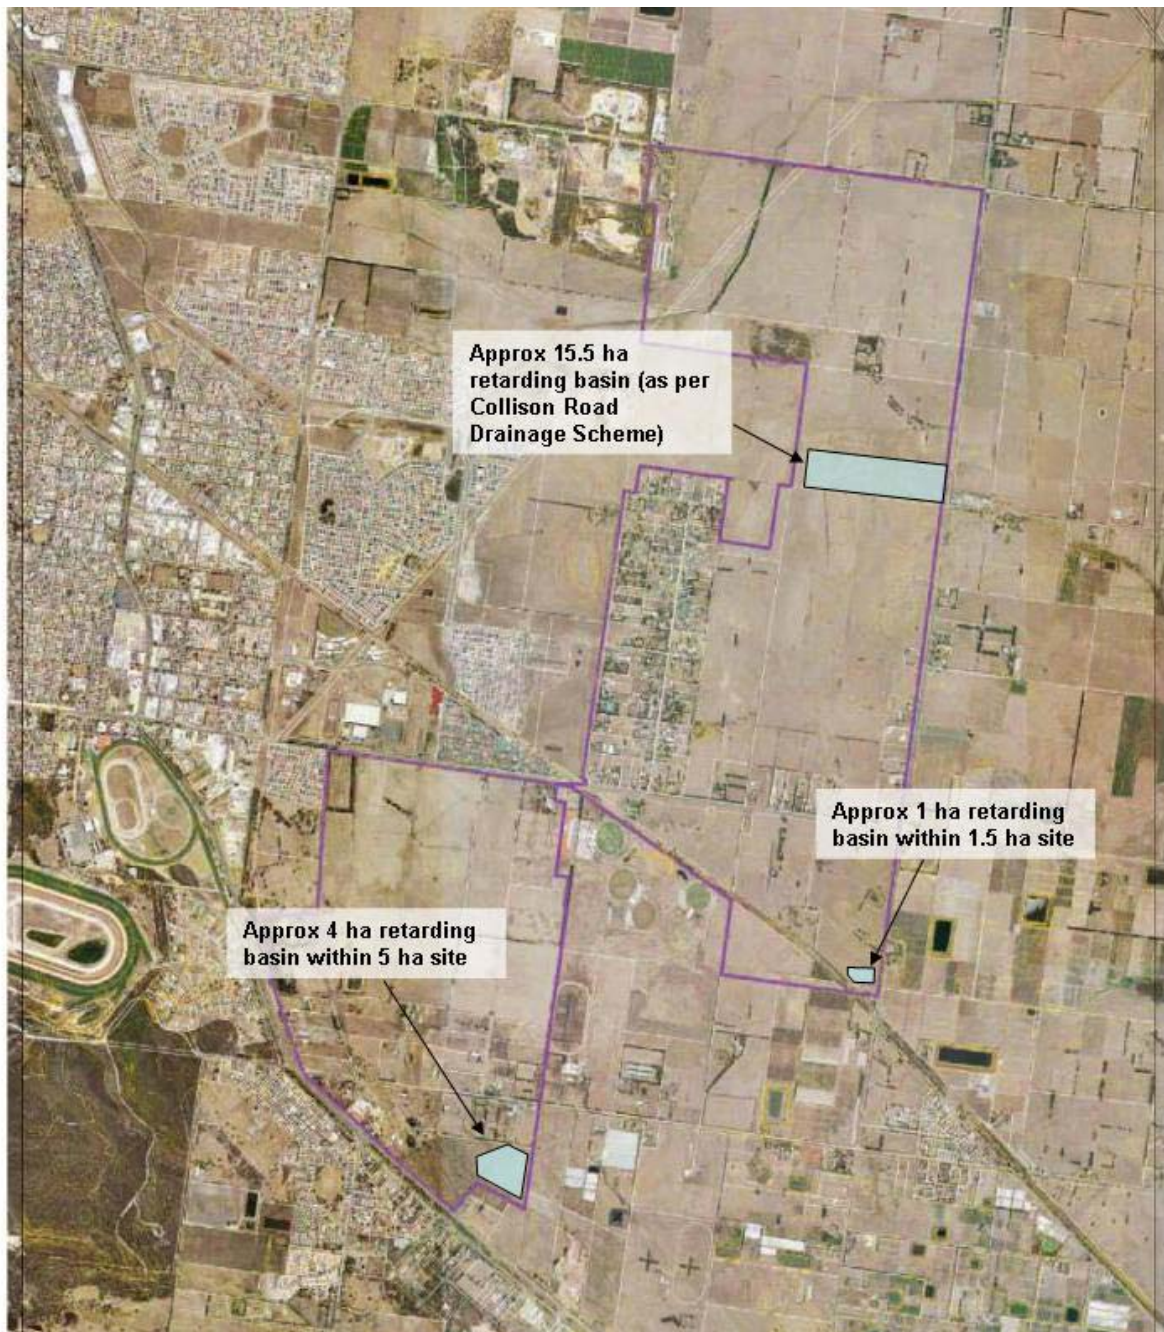 Approx 15.5 ha
retarding basin (as per
Collison Road
Drainage Scheme)
Approx 1 ha retarding
basin within 1.5 ha site
Approx 4 ha retarding
basin within 5 ha site